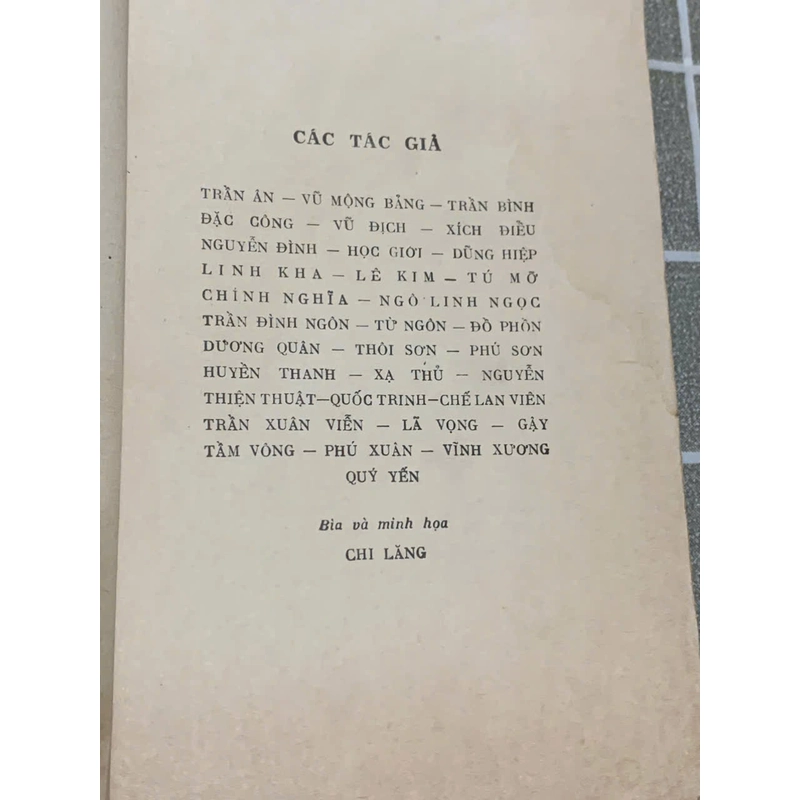 CÁC TÁC GIẢ
TRẦN ÂN — VŨ MỘNG BẢNG — TRẦN BÌNH
ĐẶC CÔNG — VŨ ĐỊCH — XÍCH ĐIỀU
NGUYỄN ĐÌNH — HỌC GIỚI — DŨNG HIỆP
LINH KHA — LÊ KIM — TÚ MỠ
CHÍNH NGHĨA — NGÔ LINH NGỌC
TRẦN ĐÌNH NGÔN — TỪ NGÔN — ĐỒ PHỒN
DƯƠNG QUÂN — THÔI SƠN — PHÚ SƠN
HUYỀN THANH — XẠ THỦ — NGUYỄN
THIỆN THUẬT—QUỐC TRINH—CHẾ LAN VIÊN
TRẦN XUÂN VIỄN — LÃ VỌNG — GẬY
TẦM VÔNG — PHÚ XUÂN — VĨNH XƯƠNG
QUÝ YẾN
Bìa và minh họa
CHI LĂNG